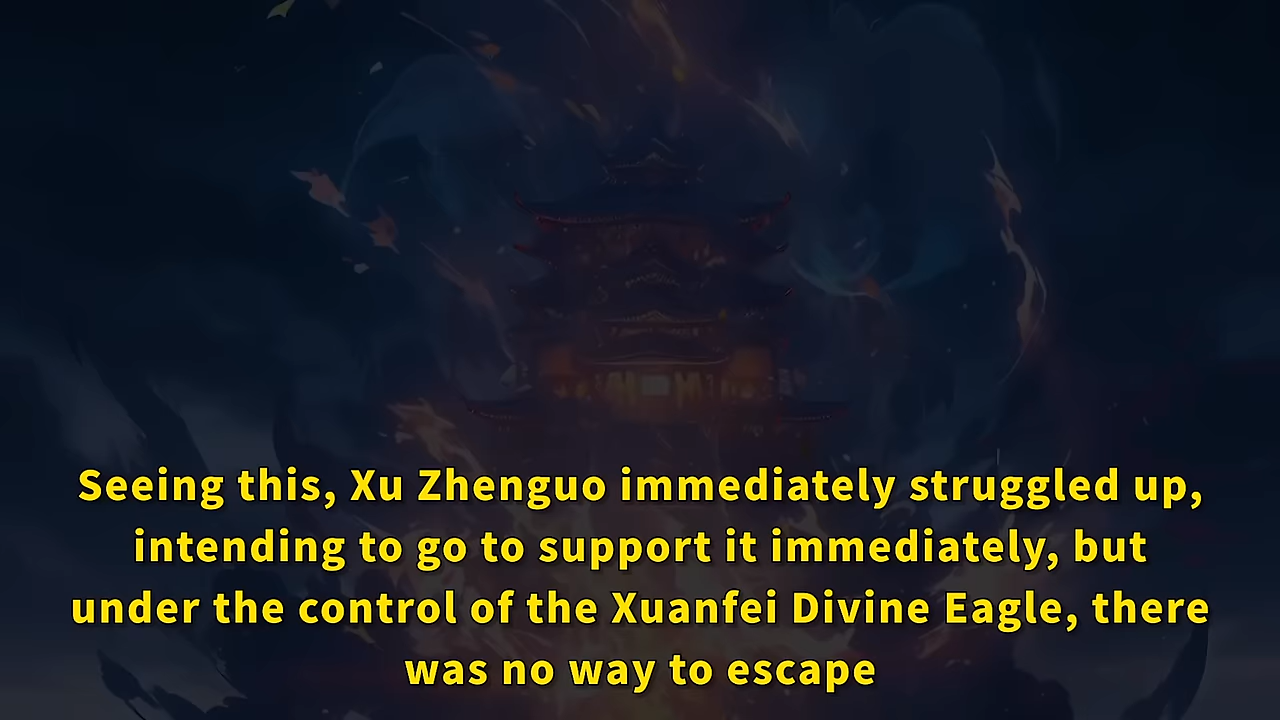 Seeing this, Xu Zhenguo immediately struggled up,
intending to go to support it immediately, but
under the control of the Xuanfei Divine Eagle, there
was no way to escape